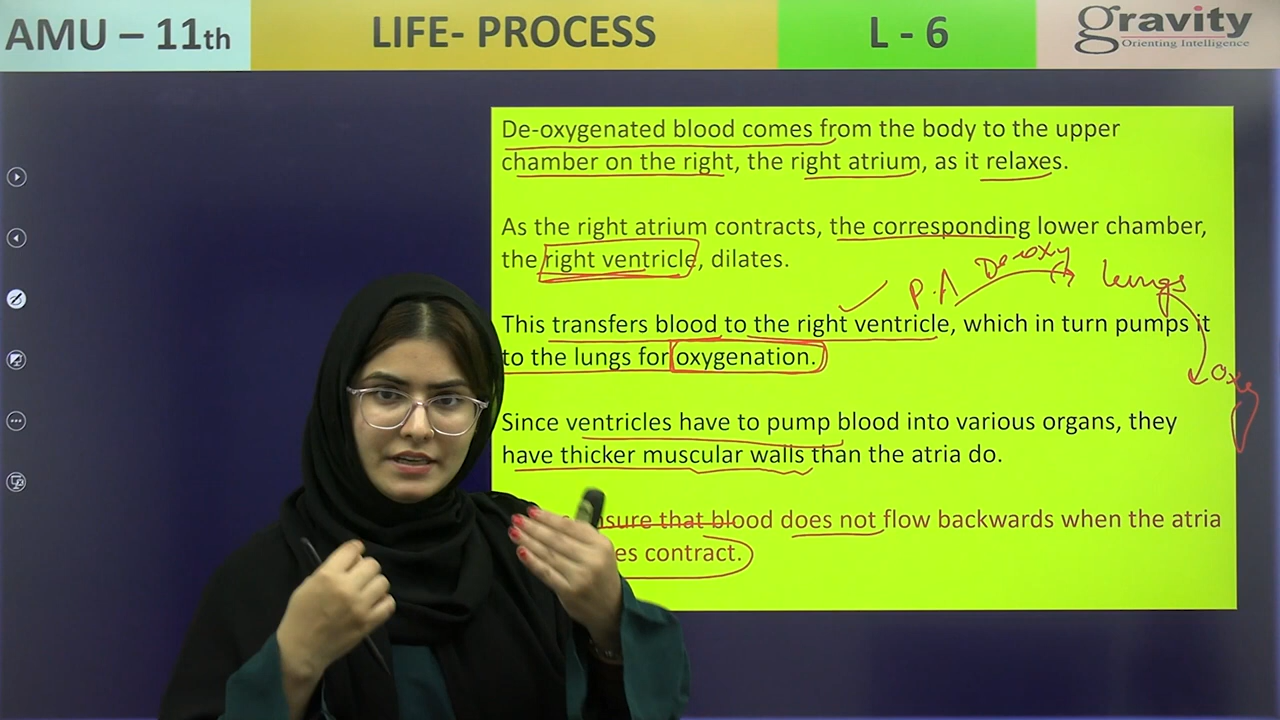 AMU – 11th
LIFE- PROCESS
L - 6
gravity
Orienting Intelligence
De-oxygenated blood comes from the body to the upper
chamber on the right, the right atrium, as it relaxes.
As the right atrium contracts, the corresponding lower chamber,
the right ventricle, dilates.
P.A De-oxy lungs
This transfers blood to the right ventricle, which in turn pumps it
to the lungs for oxygenation.
Oxy
Since ventricles have to pump blood into various organs, they
have thicker muscular walls than the atria do.
nsure that blood does not flow backwards when the atria
es contract.